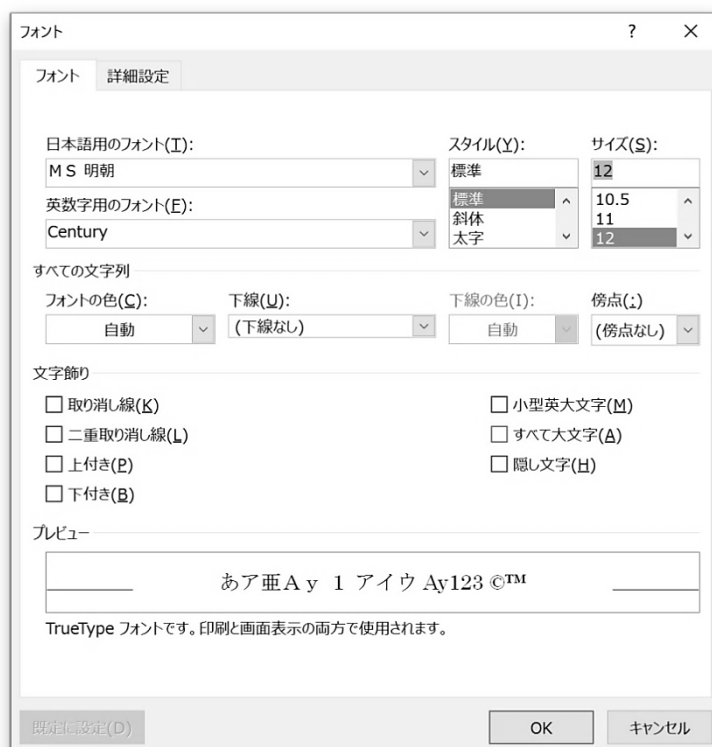 フォント ? ×
フォント 詳細設定
日本語用のフォント(T): スタイル(Y): サイズ(S):
ＭＳ 明朝 標準 12
標準 10.5
英数字用のフォント(F): 斜体 11
Century 太字 12
すべての文字列
フォントの色(C): 下線(U): 下線の色(I): 傍点(:)
自動 (下線なし) 自動 (傍点なし)
文字飾り
取り消し線(K) 小型英大文字(M)
二重取り消し線(L) すべて大文字(A)
上付き(P) 隠し文字(H)
下付き(B)
プレビュー
あア亜Ａｙ１アイウ Ay123 ©™
TrueType フォントです。印刷と画面表示の両方で使用されます。
既定に設定(D) OK キャンセル